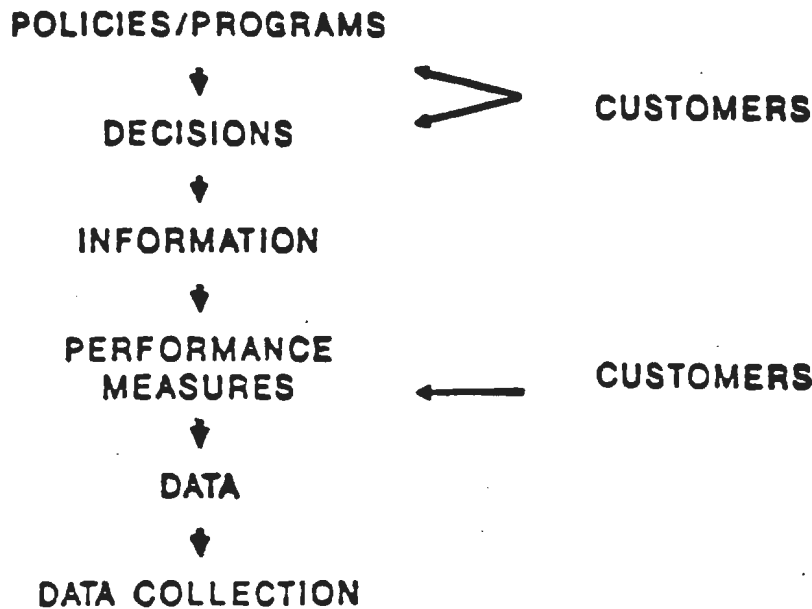 POLICIES/PROGRAMS
CUSTOMERS
DECISIONS
INFORMATION
PERFORMANCE
MEASURES
CUSTOMERS
DATA
DATA COLLECTION